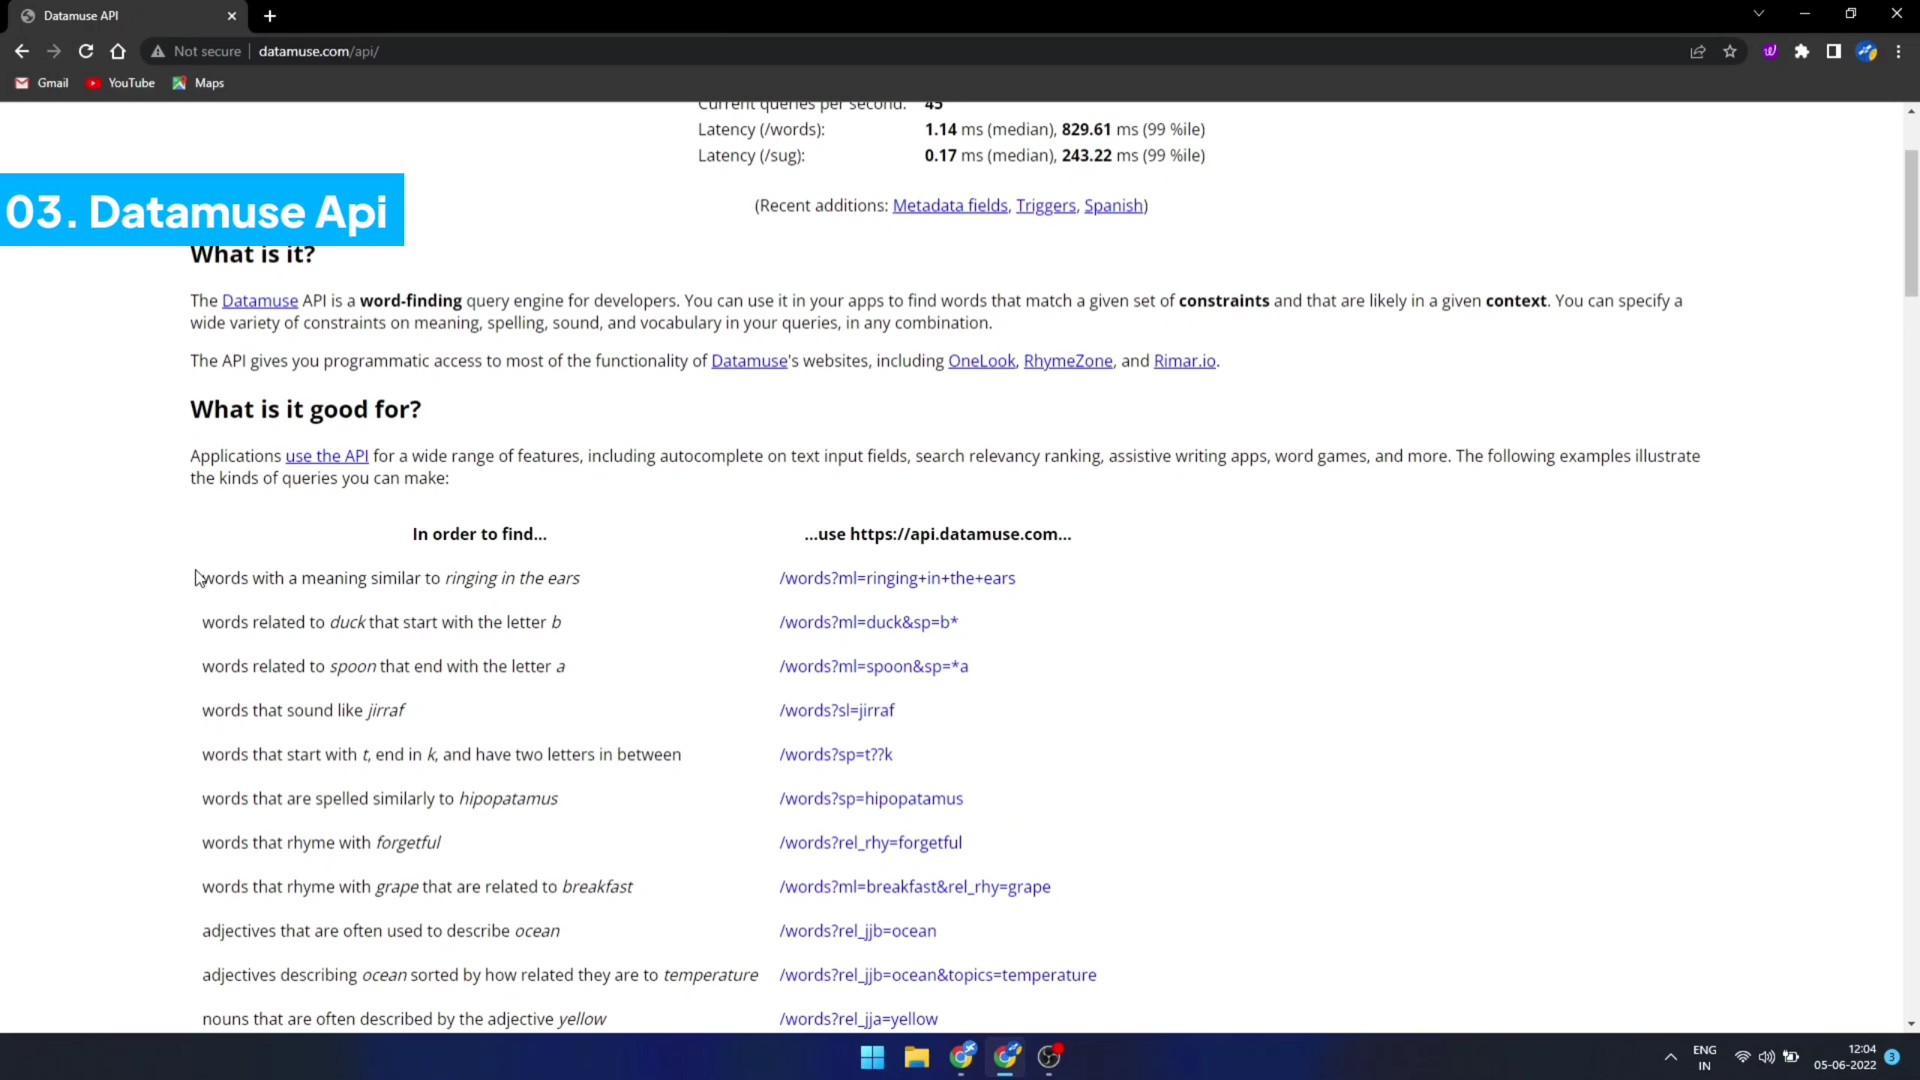 Datamuse API
Not secure datamuse.com/api/
Gmail YouTube Maps
Current queries per second: 45
Latency (/words): 1.14 ms (median), 829.61 ms (99 %ile)
Latency (/sug): 0.17 ms (median), 243.22 ms (99 %ile)
(Recent additions: Metadata fields, Triggers, Spanish)
03. Datamuse Api
What is it?
The Datamuse API is a word-finding query engine for developers. You can use it in your apps to find words that match a given set of constraints and that are likely in a given context. You can specify a
wide variety of constraints on meaning, spelling, sound, and vocabulary in your queries, in any combination.
The API gives you programmatic access to most of the functionality of Datamuse's websites, including OneLook, RhymeZone, and Rimar.io.
What is it good for?
Applications use the API for a wide range of features, including autocomplete on text input fields, search relevancy ranking, assistive writing apps, word games, and more. The following examples illustrate
the kinds of queries you can make:
In order to find... ...use https://api.datamuse.com...
words with a meaning similar to ringing in the ears /words?ml=ringing+in+the+ears
words related to duck that start with the letter b /words?ml=duck&sp=b*
words related to spoon that end with the letter a /words?ml=spoon&sp=*a
words that sound like jirraf /words?sl=jirraf
words that start with t, end in k, and have two letters in between /words?sp=t??k
words that are spelled similarly to hipopatamus /words?sp=hipopatamus
words that rhyme with forgetful /words?rel_rhy=forgetful
words that rhyme with grape that are related to breakfast /words?ml=breakfast&rel_rhy=grape
adjectives that are often used to describe ocean /words?rel_jjb=ocean
adjectives describing ocean sorted by how related they are to temperature /words?rel_jjb=ocean&topics=temperature
nouns that are often described by the adjective yellow /words?rel_jja=yellow
ENG 12:04
IN 05-06-2022 3